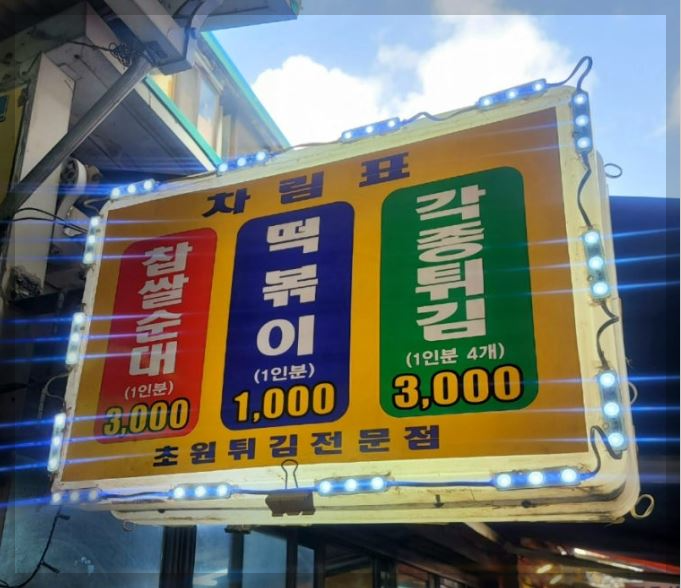 차림표
찹쌀순대
(1인분)
3,000
떡볶이
(1인분)
1,000
각종튀김
(1인분 4개)
3,000
초원튀김전문점